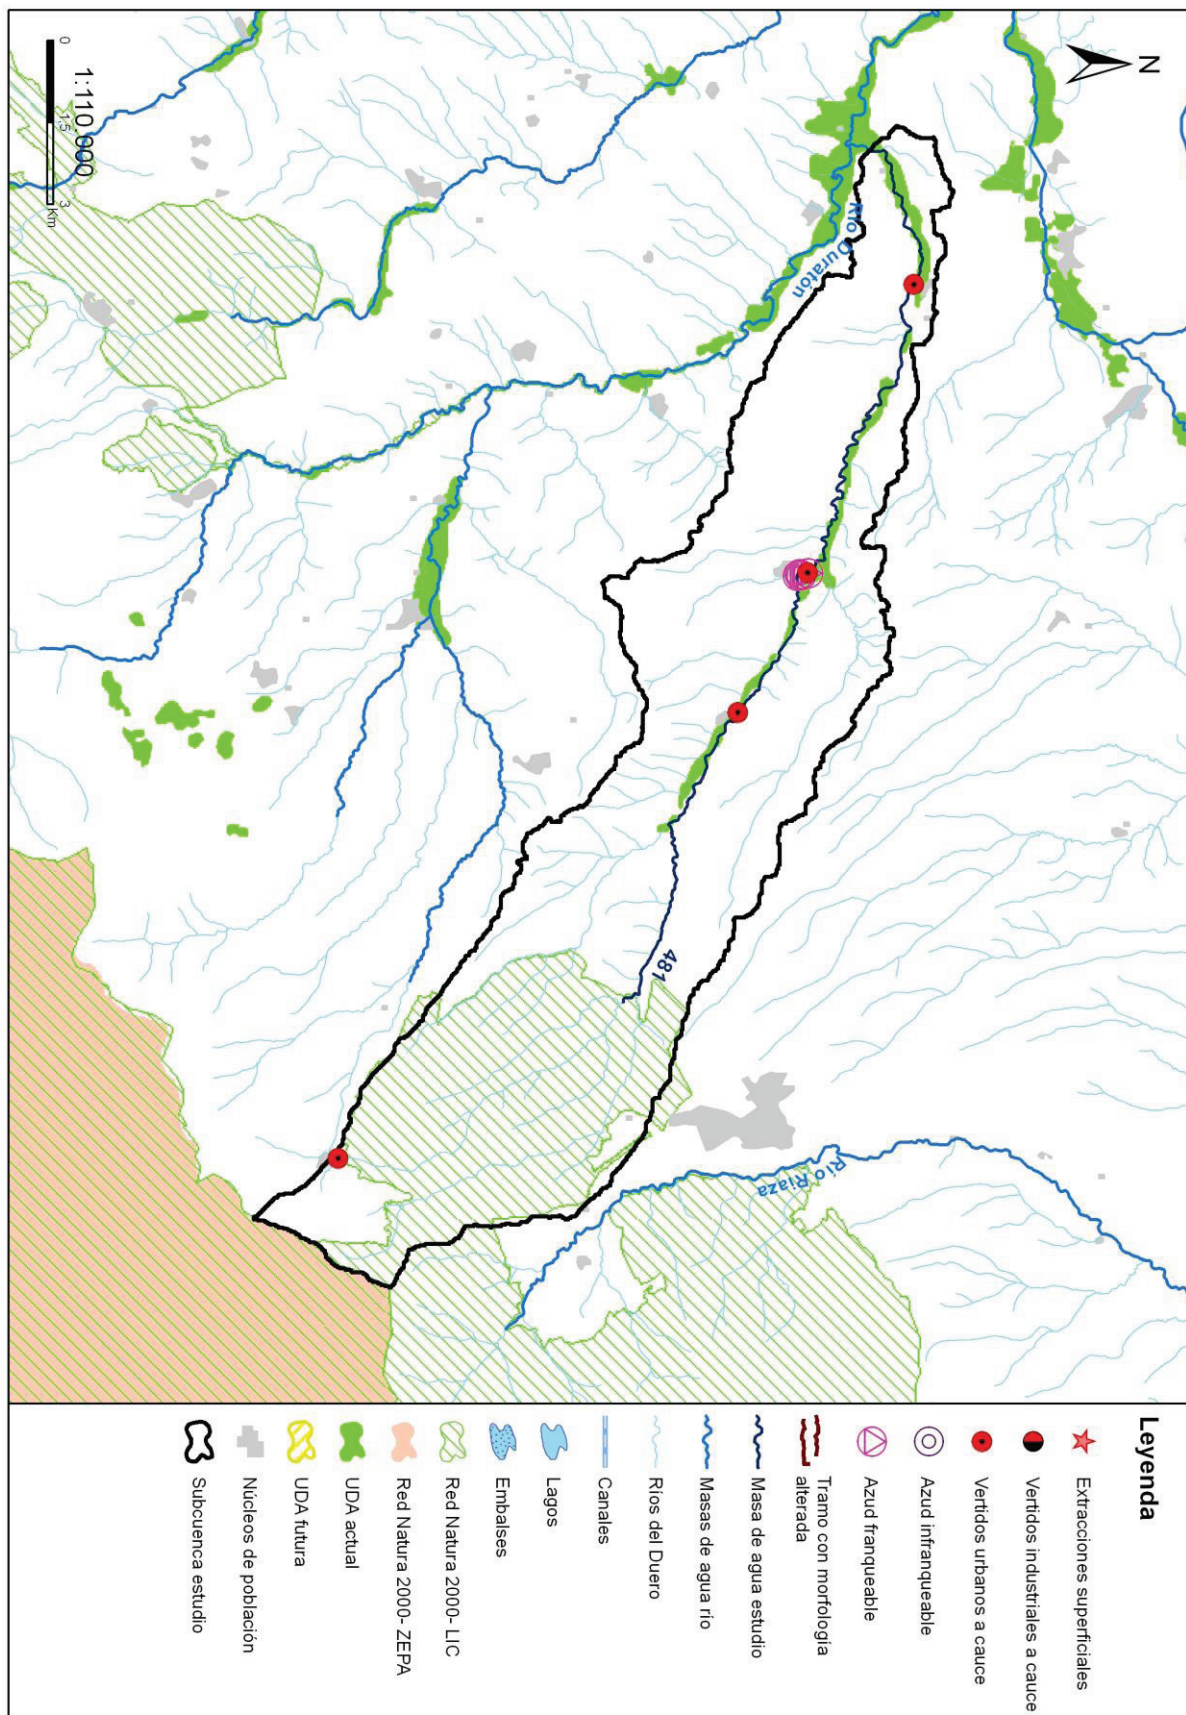 N
0
1,5
3
Km
1:110.000
Río Duratón
481
Río Riaza
Leyenda
Extracciones superficiales
Vertidos industriales a cauce
Vertidos urbanos a cauce
Azud infranqueable
Azud franqueable
Tramo con morfología
alterada
Masa de agua estudio
Masas de agua río
Ríos del Duero
Canales
Lagos
Embalses
Red Natura 2000- LIC
Red Natura 2000- ZEPA
UDA actual
UDA futura
Núcleos de población
Subcuenca estudio